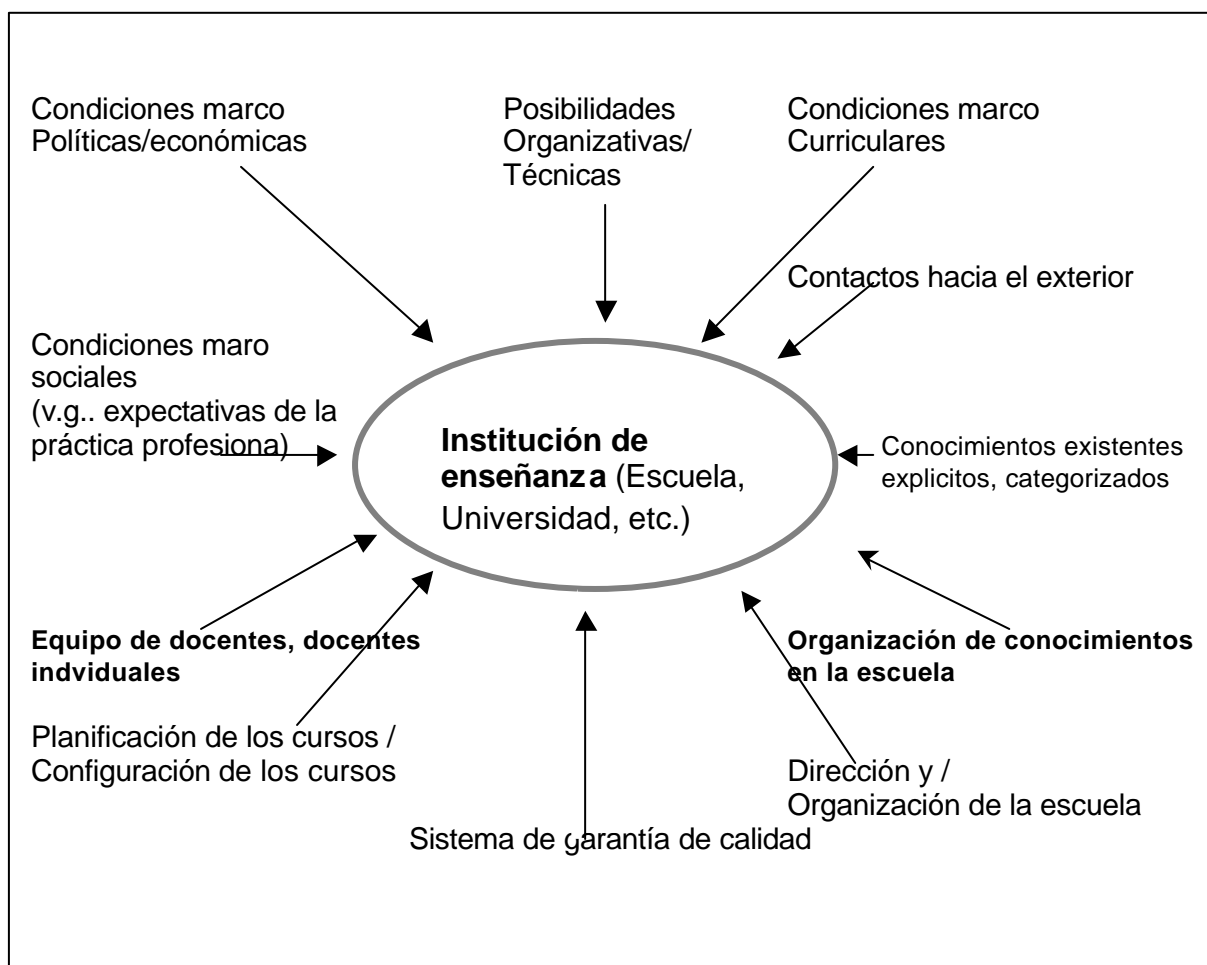 Condiciones marco
Políticas/económicas
Posibilidades
Organizativas/
Técnicas
Condiciones marco
Curriculares
Contactos hacia el exterior
Condiciones maro
sociales
(v.g.. expectativas de la
práctica profesiona)
Institución de
enseñanza (Escuela,
Universidad, etc.)
Conocimientos existentes
explicitos, categorizados
Equipo de docentes, docentes
indviduales
Organización de conocimientos
en la escuela
Planificación de los cursos /
Configuración de los cursos
Dirección y /
Organización de la escuela
Sistema de garantía de calidad